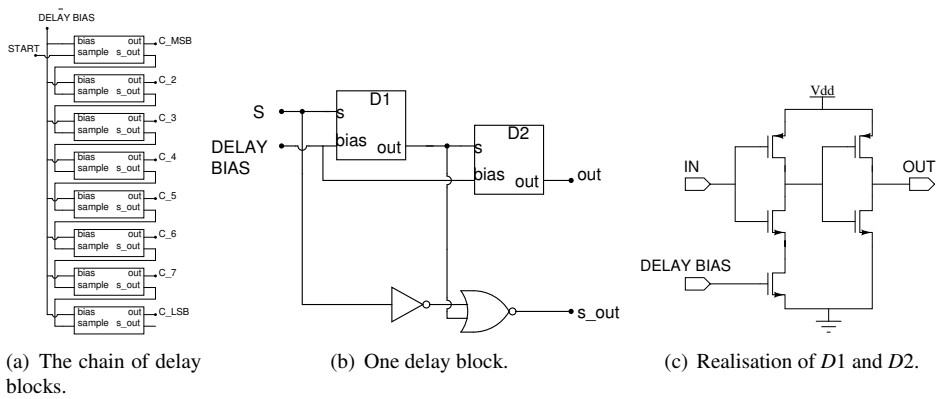 DELAY BIAS
START
bias out C_MSB
sample s_out
bias out C_2
sample s_out
bias out C_3
sample s_out
bias out C_4
sample s_out
bias out C_5
sample s_out
bias out C_6
sample s_out
bias out C_7
sample s_out
bias out C_LSB
sample s_out
(a) The chain of delay
blocks.
S
DELAY
BIAS
D1
s
bias
out
D2
s
bias
out
out
s_out
(b) One delay block.
Vdd
IN
OUT
DELAY BIAS
(c) Realisation of D1 and D2.